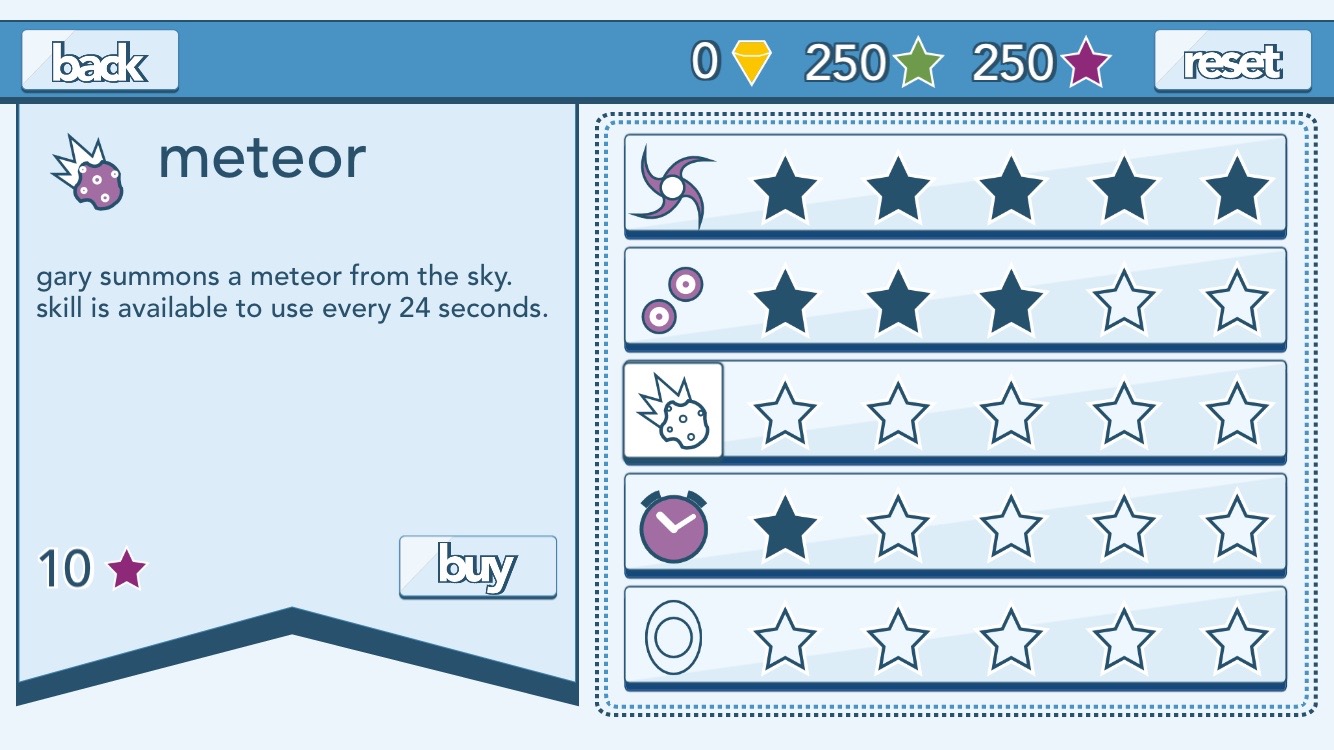 back
0 250 250
reset
meteor
gary summons a meteor from the sky.
skill is available to use every 24 seconds.
10
buy